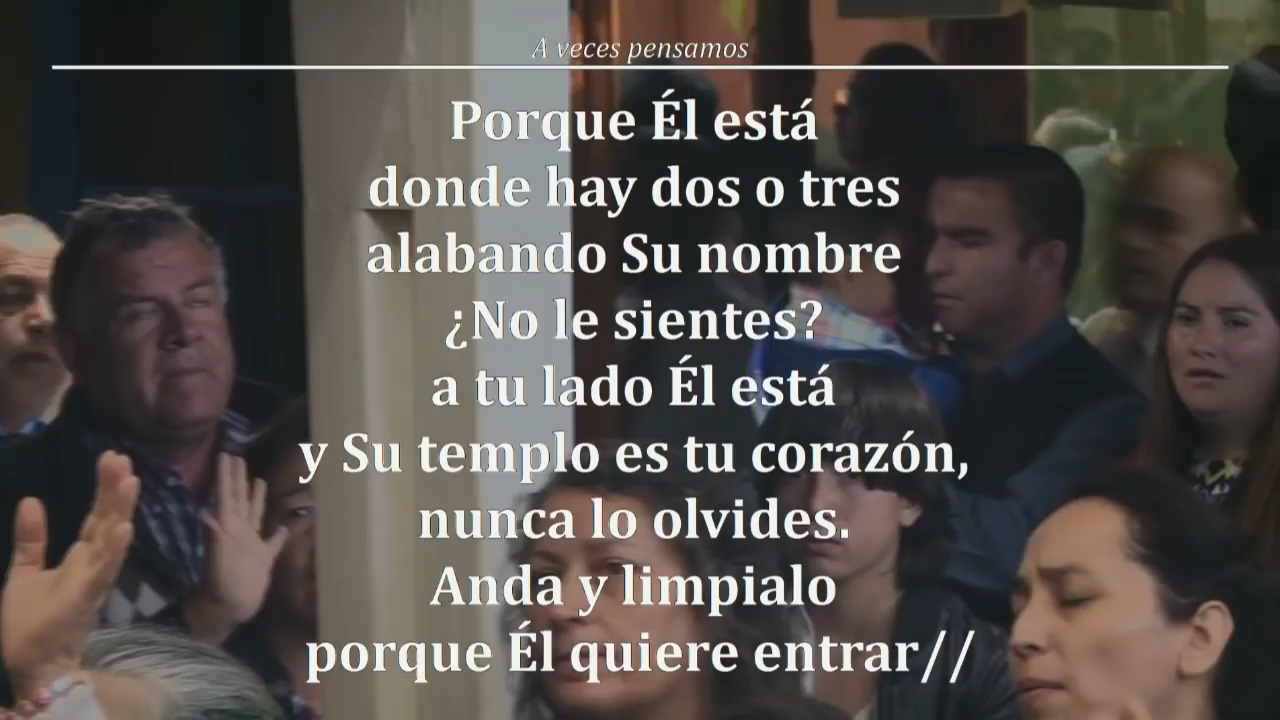 A veces pensamos
Porque Él está
donde hay dos o tres
alabando Su nombre
¿No le sientes?
a tu lado Él está
y Su templo es tu corazón,
nunca lo olvides.
Anda y limpialo
porque Él quiere entrar//